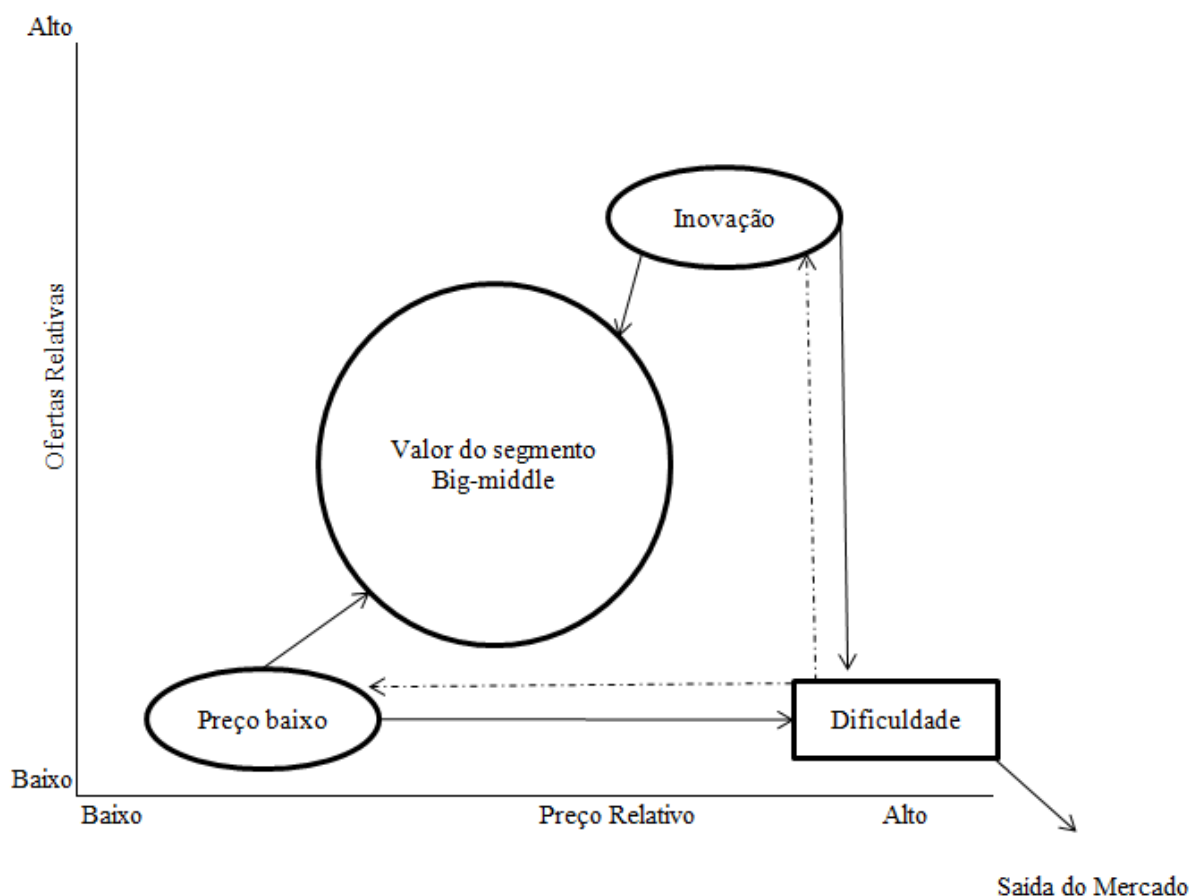 Alto
Inovação
Ofertas Relativas
Valor do segmento
Big-middle
Preço baixo
Dificuldade
Baixo
Baixo
Preço Relativo
Alto
Saída do Mercado